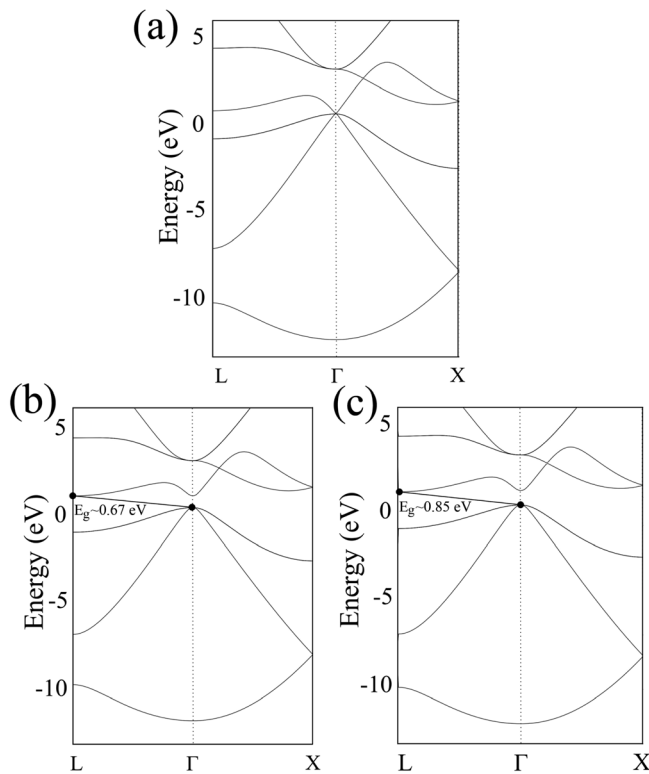 (a)
5
0
-5
-10
Energy (eV)
L Γ X
(b)
5
0
-5
-10
Energy (eV)
Eg~0.67 eV
L Γ X
(c)
5
0
-5
-10
Energy (eV)
Eg~0.85 eV
L Γ X